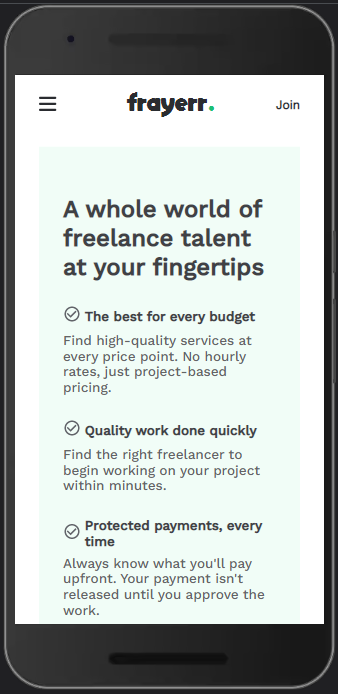 frayerr.
Join
A whole world of
freelance talent
at your fingertips
The best for every budget
Find high-quality services at
every price point. No hourly
rates, just project-based
pricing.
Quality work done quickly
Find the right freelancer to
begin working on your project
within minutes.
Protected payments, every
time
Always know what you'll pay
upfront. Your payment isn't
released until you approve the
work.